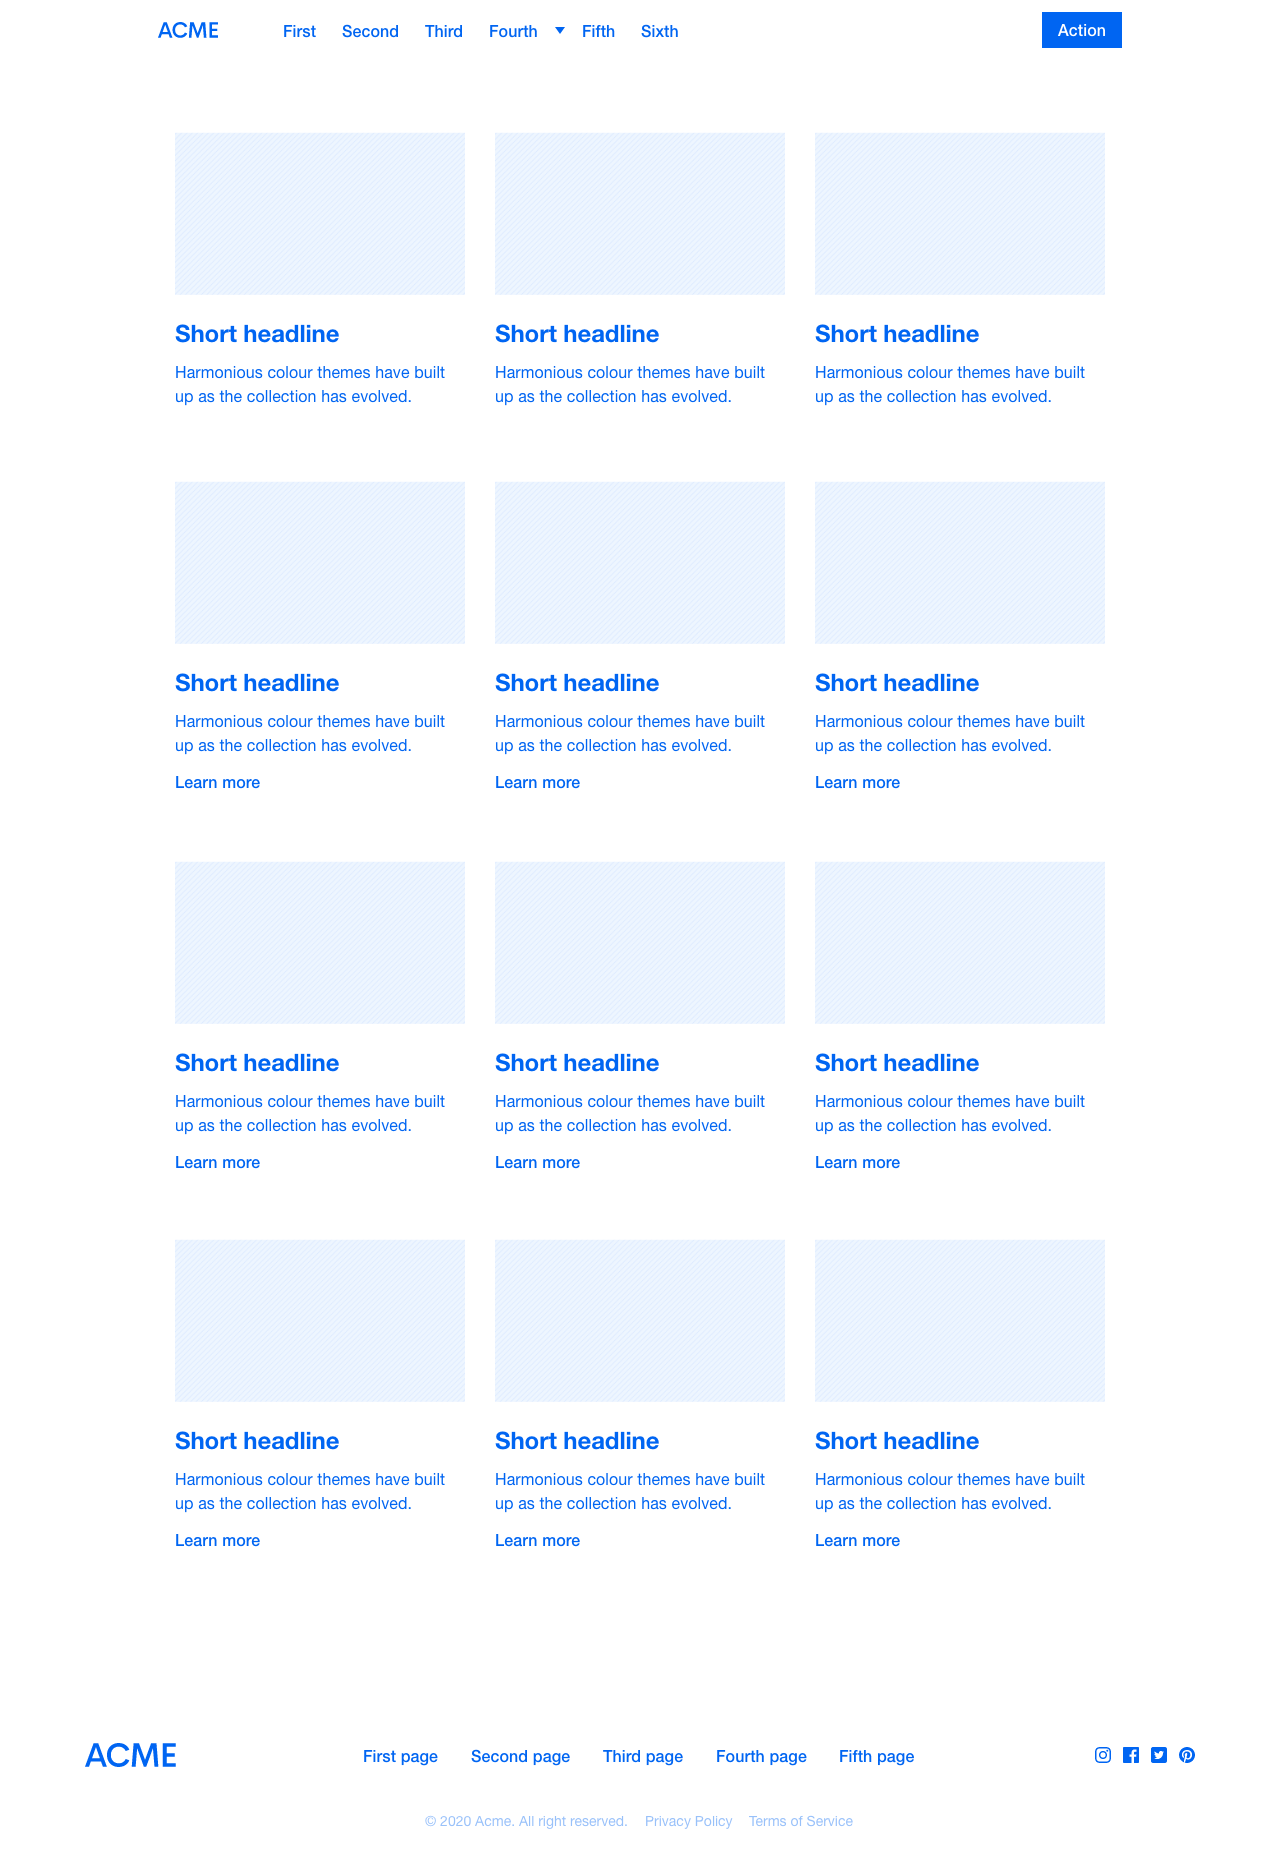 ACME First Second Third Fourth Fifth Sixth Action
Short headline Short headline Short headline
Harmonious colour themes have built Harmonious colour themes have built Harmonious colour themes have built
up as the collection has evolved. up as the collection has evolved. up as the collection has evolved.
Short headline Short headline Short headline
Harmonious colour themes have built Harmonious colour themes have built Harmonious colour themes have built
up as the collection has evolved. up as the collection has evolved. up as the collection has evolved.
Learn more Learn more Learn more
Short headline Short headline Short headline
Harmonious colour themes have built Harmonious colour themes have built Harmonious colour themes have built
up as the collection has evolved. up as the collection has evolved. up as the collection has evolved.
Learn more Learn more Learn more
Short headline Short headline Short headline
Harmonious colour themes have built Harmonious colour themes have built Harmonious colour themes have built
up as the collection has evolved. up as the collection has evolved. up as the collection has evolved.
Learn more Learn more Learn more
ACME First page Second page Third page Fourth page Fifth page
© 2020 Acme. All right reserved. Privacy Policy Terms of Service